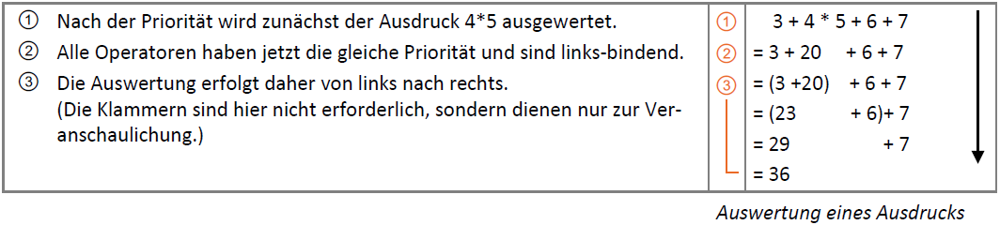 ① Nach der Priorität wird zunächst der Ausdruck 4*5 ausgewertet.
② Alle Operatoren haben jetzt die gleiche Priorität und sind links-bindend.
③ Die Auswertung erfolgt daher von links nach rechts.
(Die Klammern sind hier nicht erforderlich, sondern dienen nur zur Ver-
anschaulichung.)
① 3 + 4 * 5 + 6 + 7
② = 3 + 20 + 6 + 7
③ = (3 +20) + 6 + 7
= (23 + 6)+ 7
= 29 + 7
= 36
Auswertung eines Ausdrucks